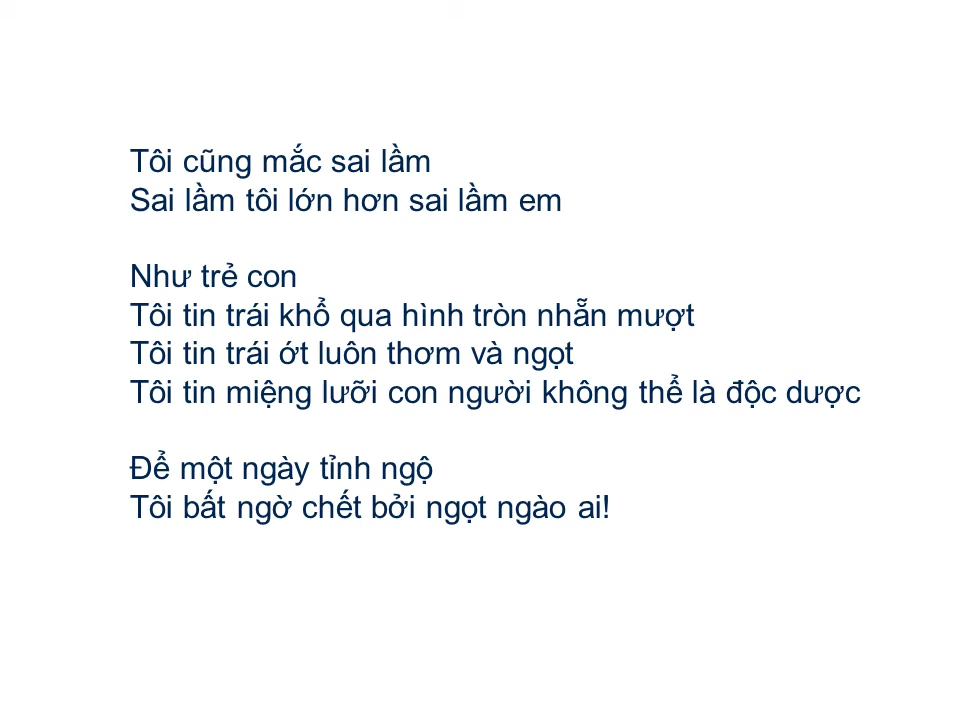 Tôi cũng mắc sai lầm
Sai lầm tôi lớn hơn sai lầm em
Như trẻ con
Tôi tin trái khổ qua hình tròn nhẵn mượt
Tôi tin trái ớt luôn thơm và ngọt
Tôi tin miệng lưỡi con người không thể là độc dược
Để một ngày tỉnh ngộ
Tôi bất ngờ chết bởi ngọt ngào ai!